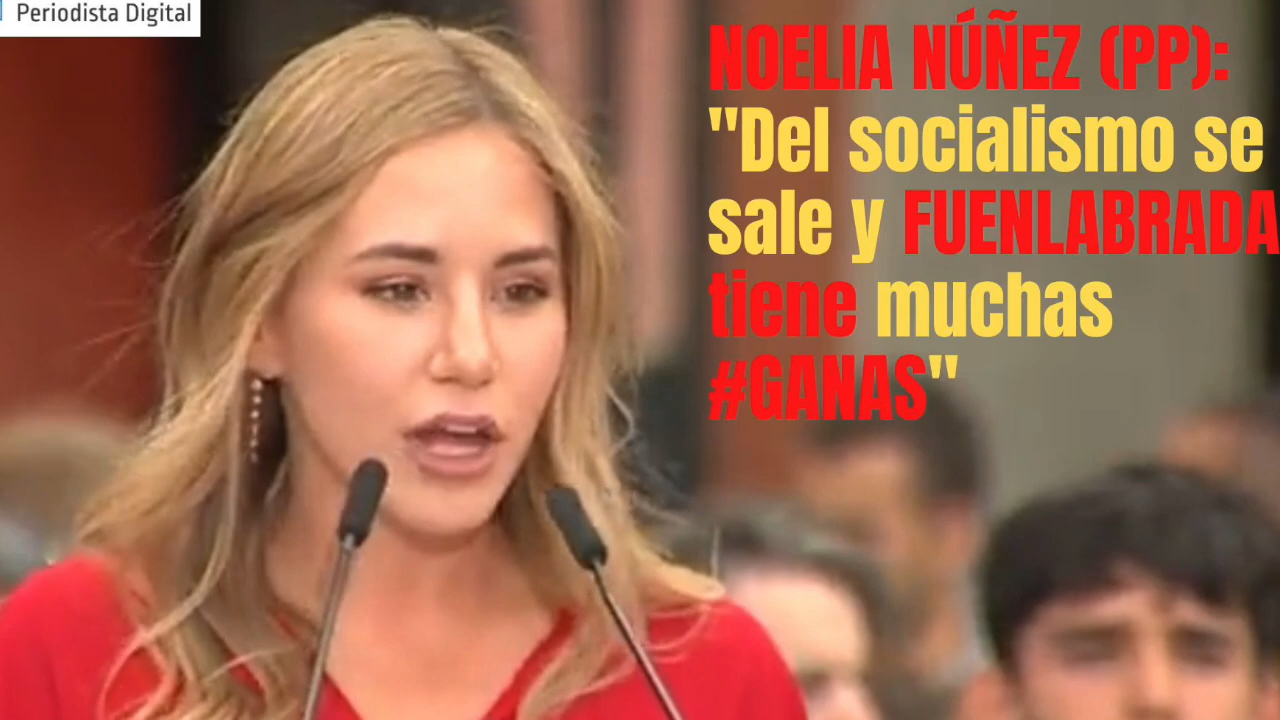 Periodista Digital
NOELIA NÚÑEZ (PP):
"Del socialismo se
sale y FUENLABRADA
tiene muchas
#GANAS"